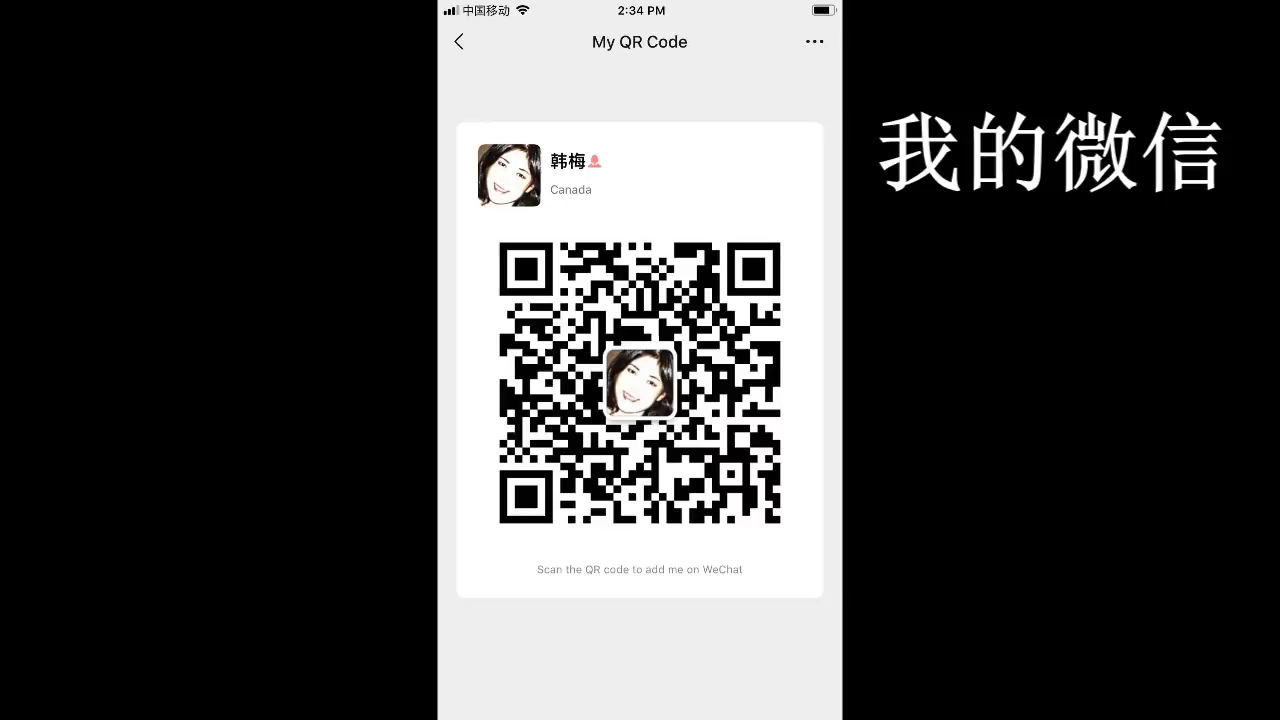 中国移动
2:34 PM
My QR Code
我的微信
韩梅
Canada
Scan the QR code to add me on WeChat